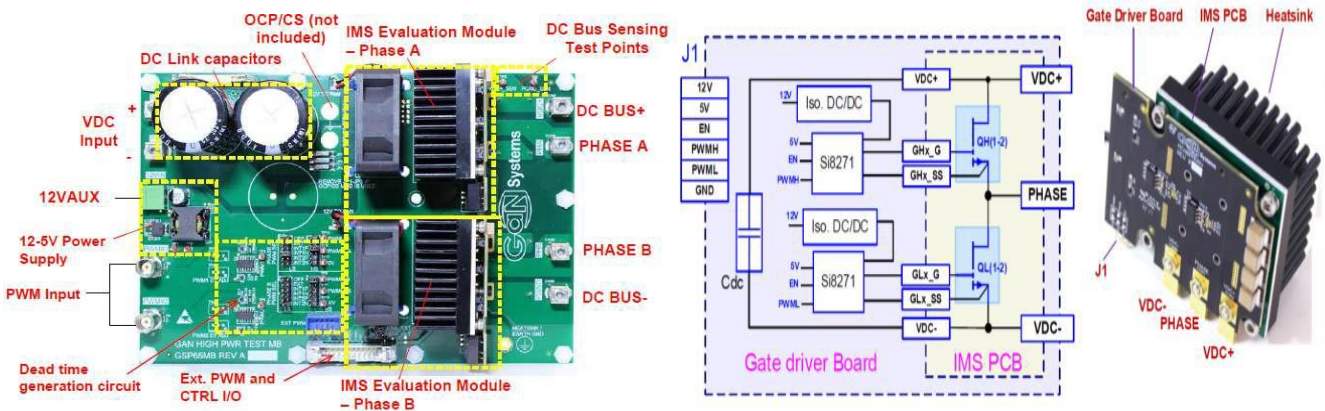 OCP/CS (not
included)
IMS Evaluation Module
– Phase A
DC Bus Sensing
Test Points
DC Link capacitors
+
VDC
Input
-
DC BUS+
PHASE A
12VAUX
12-5V Power
Supply
PWM Input
PHASE B
DC BUS-
GaN Systems
EXT PWM
GAN HIGH PWR TEST MB
GSP65MB REV A
Dead time
generation circuit
Ext. PWM and
CTRL I/O
IMS Evaluation Module
– Phase B
J1
12V
5V
EN
PWMH
PWML
GND
Cdc
12V
Iso. DC/DC
5V
EN
PWMH
Si8271
GHx_G
GHx_SS
VDC+
QH(1-2)
VDC+
PHASE
12V
Iso. DC/DC
5V
EN
PWML
Si8271
GLx_G
GLx_SS
VDC-
QL(1-2)
VDC-
Gate driver Board
IMS PCB
Gate Driver Board
IMS PCB
Heatsink
J1
VDC-
PHASE
VDC+